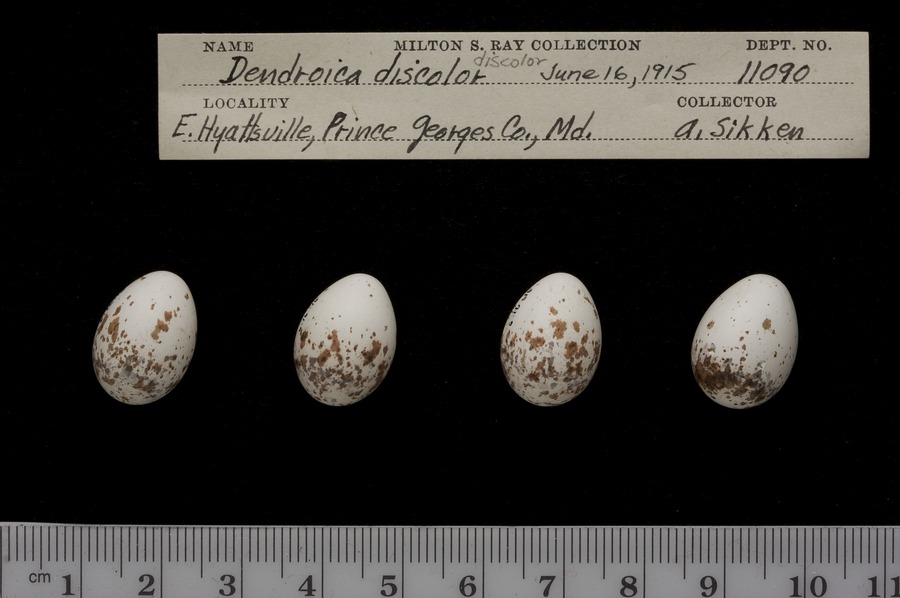 NAME MILTON S. RAY COLLECTION DEPT. NO.
Dendroica discolor discolor June 16, 1915 11090
LOCALITY COLLECTOR
E. Hyattsville, Prince Georges Co., Md. A. Sikken
cm 1 2 3 4 5 6 7 8 9 10 11